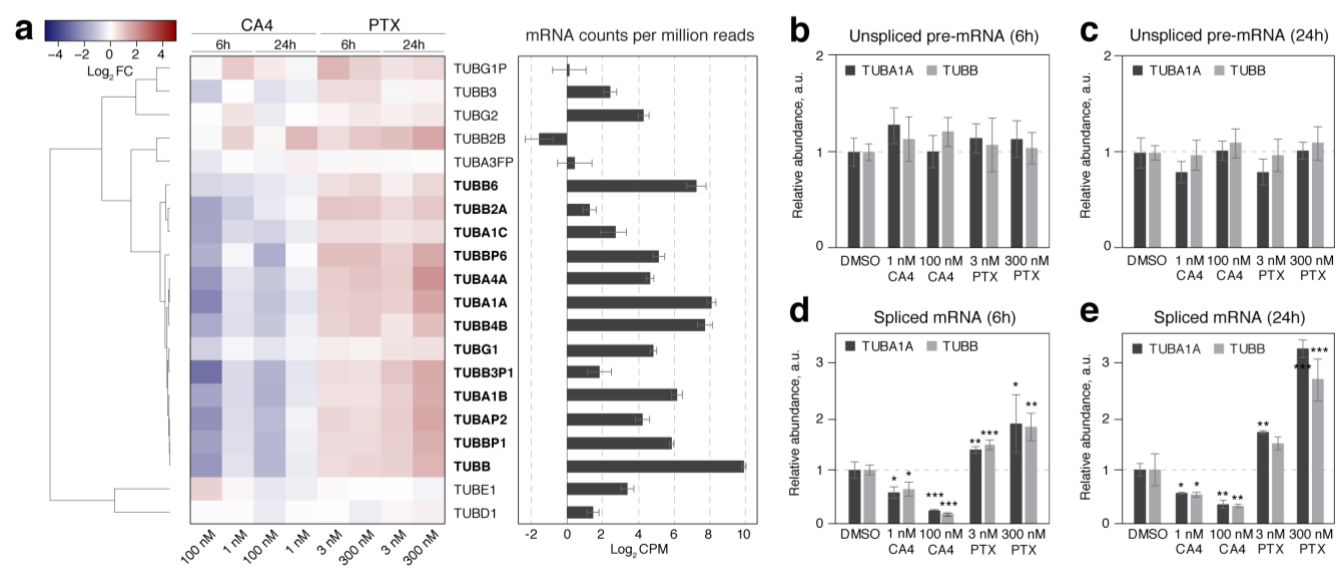 a
CA4 PTX
6h 24h 6h 24h
−4 −2 0 2 4
Log2 FC
mRNA counts per million reads
TUBG1P
TUBB3
TUBG2
TUBB2B
TUBA3FP
TUBB6
TUBB2A
TUBA1C
TUBBP6
TUBA4A
TUBA1A
TUBB4B
TUBG1
TUBB3P1
TUBA1B
TUBAP2
TUBBP1
TUBB
TUBE1
TUBD1
100 nM 1 nM 100 nM 1 nM 3 nM 300 nM 3 nM 300 nM
-2 0 2 4 6 8 10
Log2 CPM
b
Unspliced pre-mRNA (6h)
TUBA1A TUBB
Relative abundance, a.u.
2
1
0
DMSO 1 nM 100 nM 3 nM 300 nM
CA4 CA4 PTX PTX
c
Unspliced pre-mRNA (24h)
TUBA1A TUBB
Relative abundance, a.u.
2
1
0
DMSO 1 nM 100 nM 3 nM 300 nM
CA4 CA4 PTX PTX
d
Spliced mRNA (6h)
TUBA1A TUBB
Relative abundance, a.u.
3
2
1
0
* * *** *** ** *** * **
DMSO 1 nM 100 nM 3 nM 300 nM
CA4 CA4 PTX PTX
e
Spliced mRNA (24h)
TUBA1A TUBB
Relative abundance, a.u.
3
2
1
0
* * ** ** ** *** ***
DMSO 1 nM 100 nM 3 nM 300 nM
CA4 CA4 PTX PTX